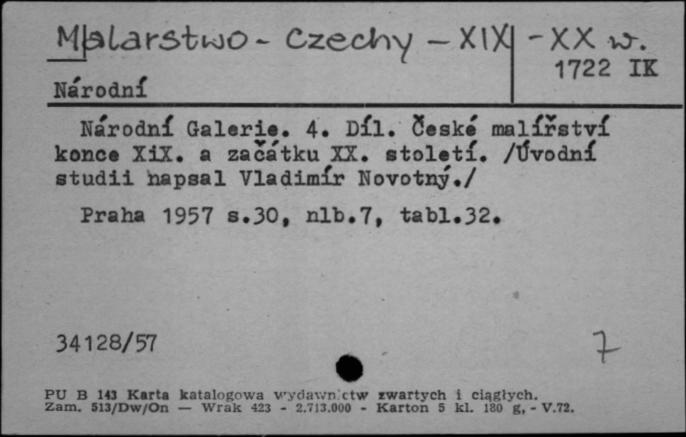 Malarstwo - Czechy - XIX - XX w.
1722 IK
Národní
Národní Galerie. 4. Díl. České malířství
konce XiX. a začátku XX. století. /Úvodní
studii napsal Vladimír Novotný./
Praha 1957 s.30, nlb.7, tabl.32.
34128/57
7
PU B 143 Karta katalogowa wydawnictw zwartych i ciągłych.
Zam. 513/Dw/On — Wrak 423 - 2.713.000 - Karton 5 kl. 180 g, - V.72.